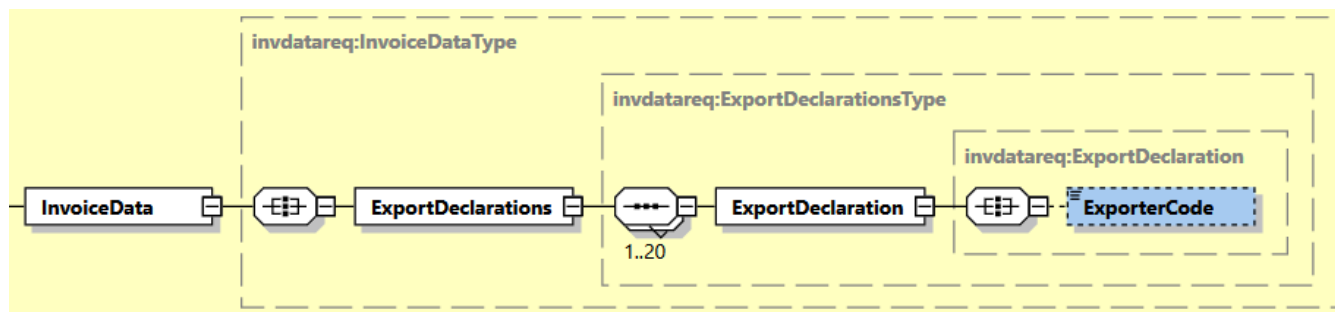 invdatareq:InvoiceDataType
invdatareq:ExportDeclarationsType
invdatareq:ExportDeclaration
InvoiceData
ExportDeclarations
ExportDeclaration
ExporterCode
1..20